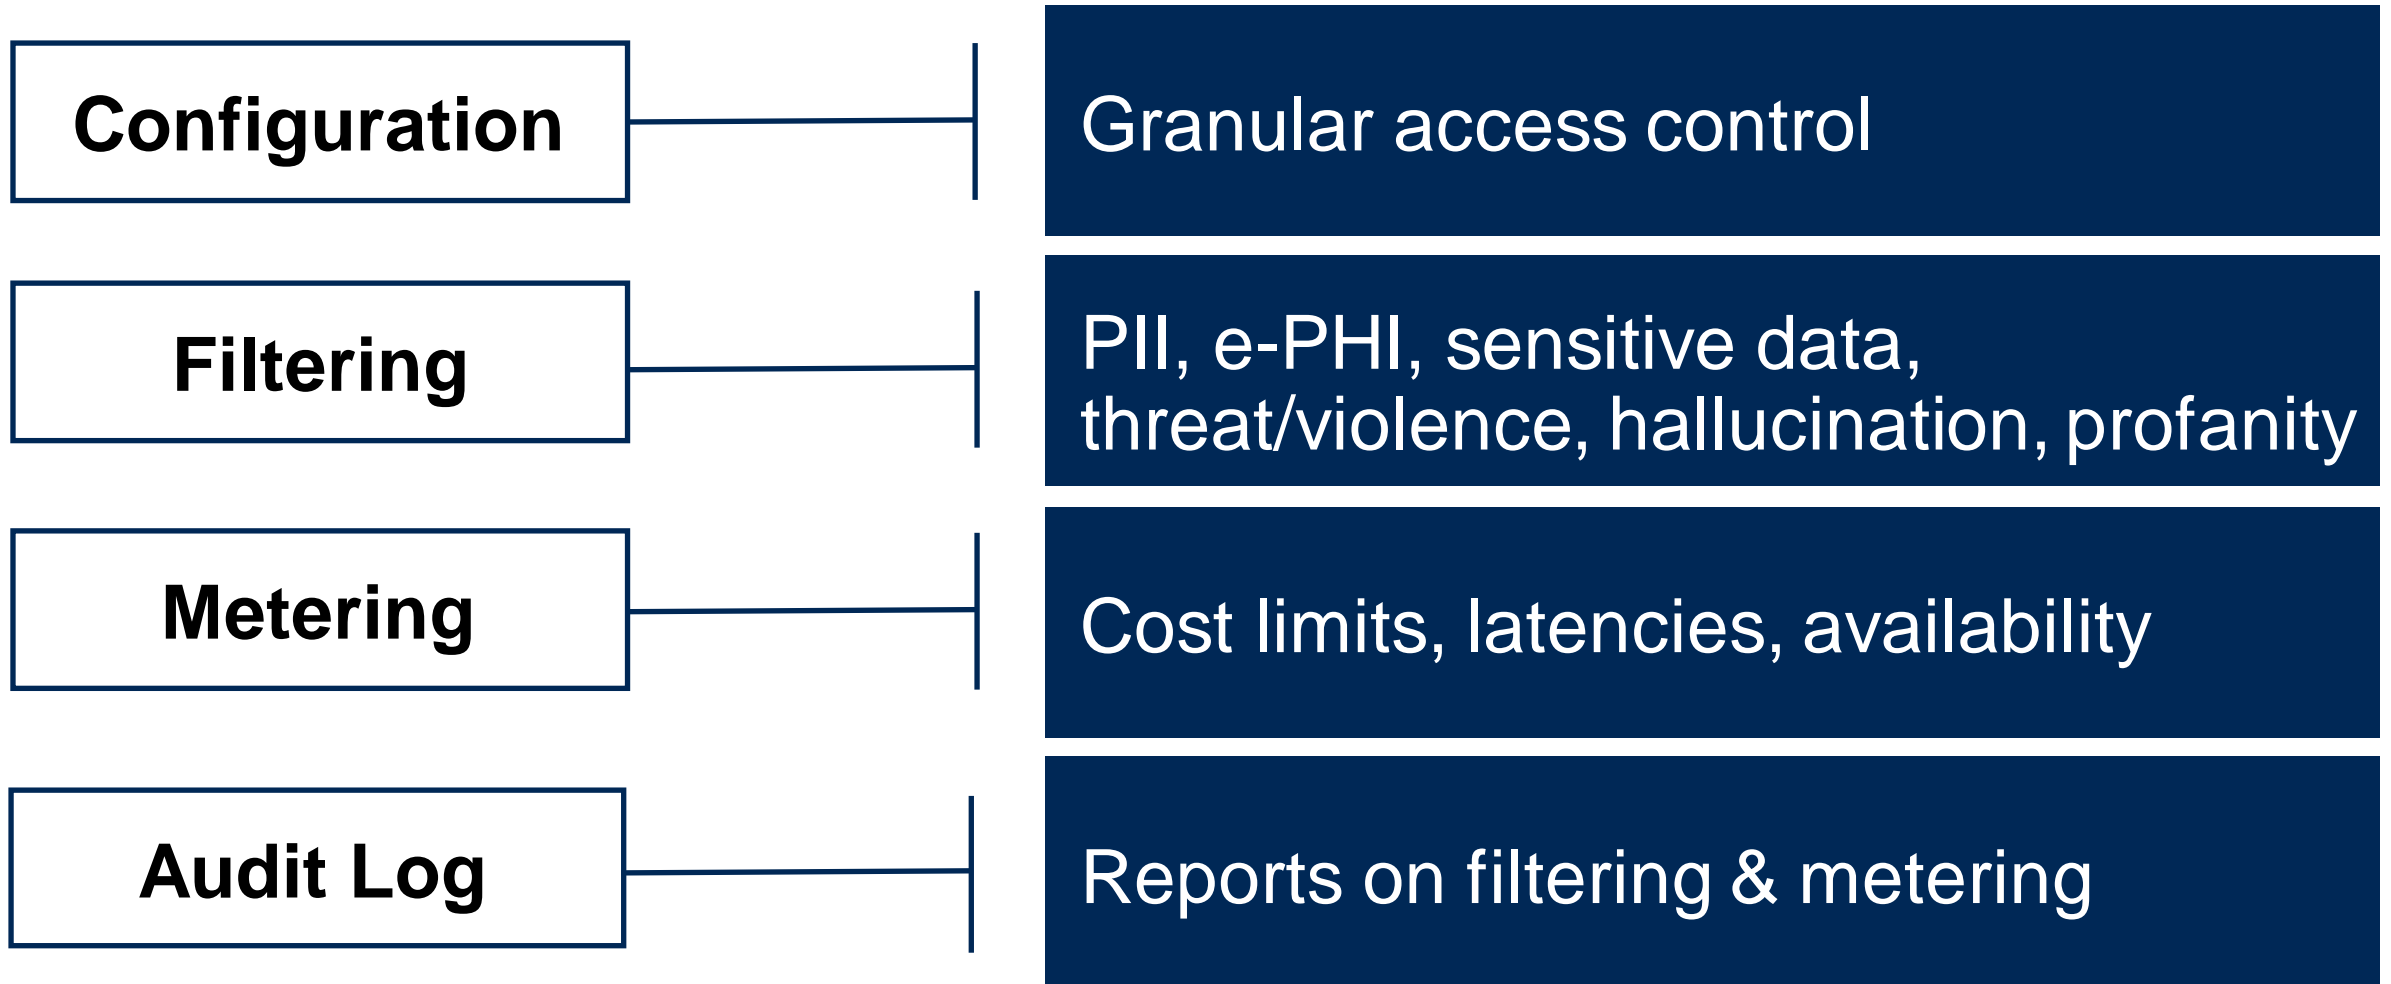 Configuration
Granular access control
Filtering
PII, e-PHI, sensitive data,
threat/violence, hallucination, profanity
Metering
Cost limits, latencies, availability
Audit Log
Reports on filtering & metering